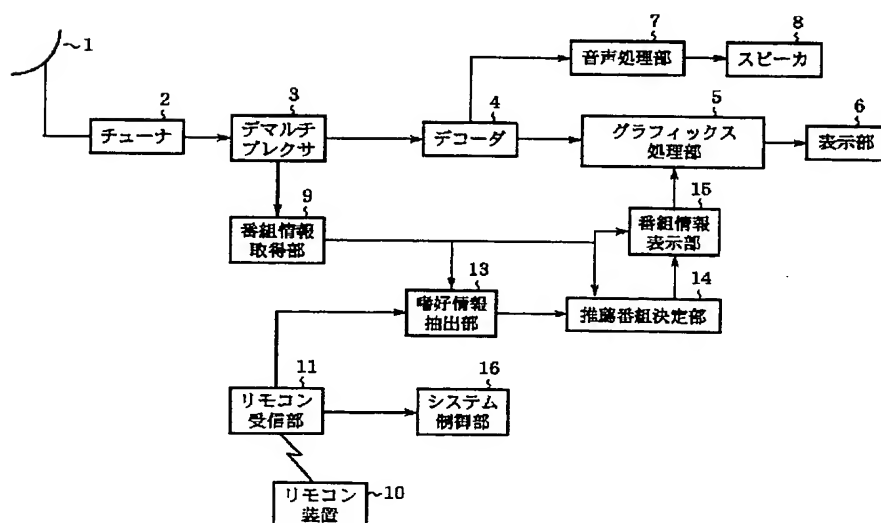 ~1
2
チューナ
3
デマルチ
プレクサ
4
デコーダ
7
音声処理部
8
スピーカ
5
グラフィックス
処理部
6
表示部
9
番組情報
取得部
15
番組情報
表示部
13
嗜好情報
抽出部
14
推薦番組決定部
11
リモコン
受信部
16
システム
制御部
リモコン
装置
~10